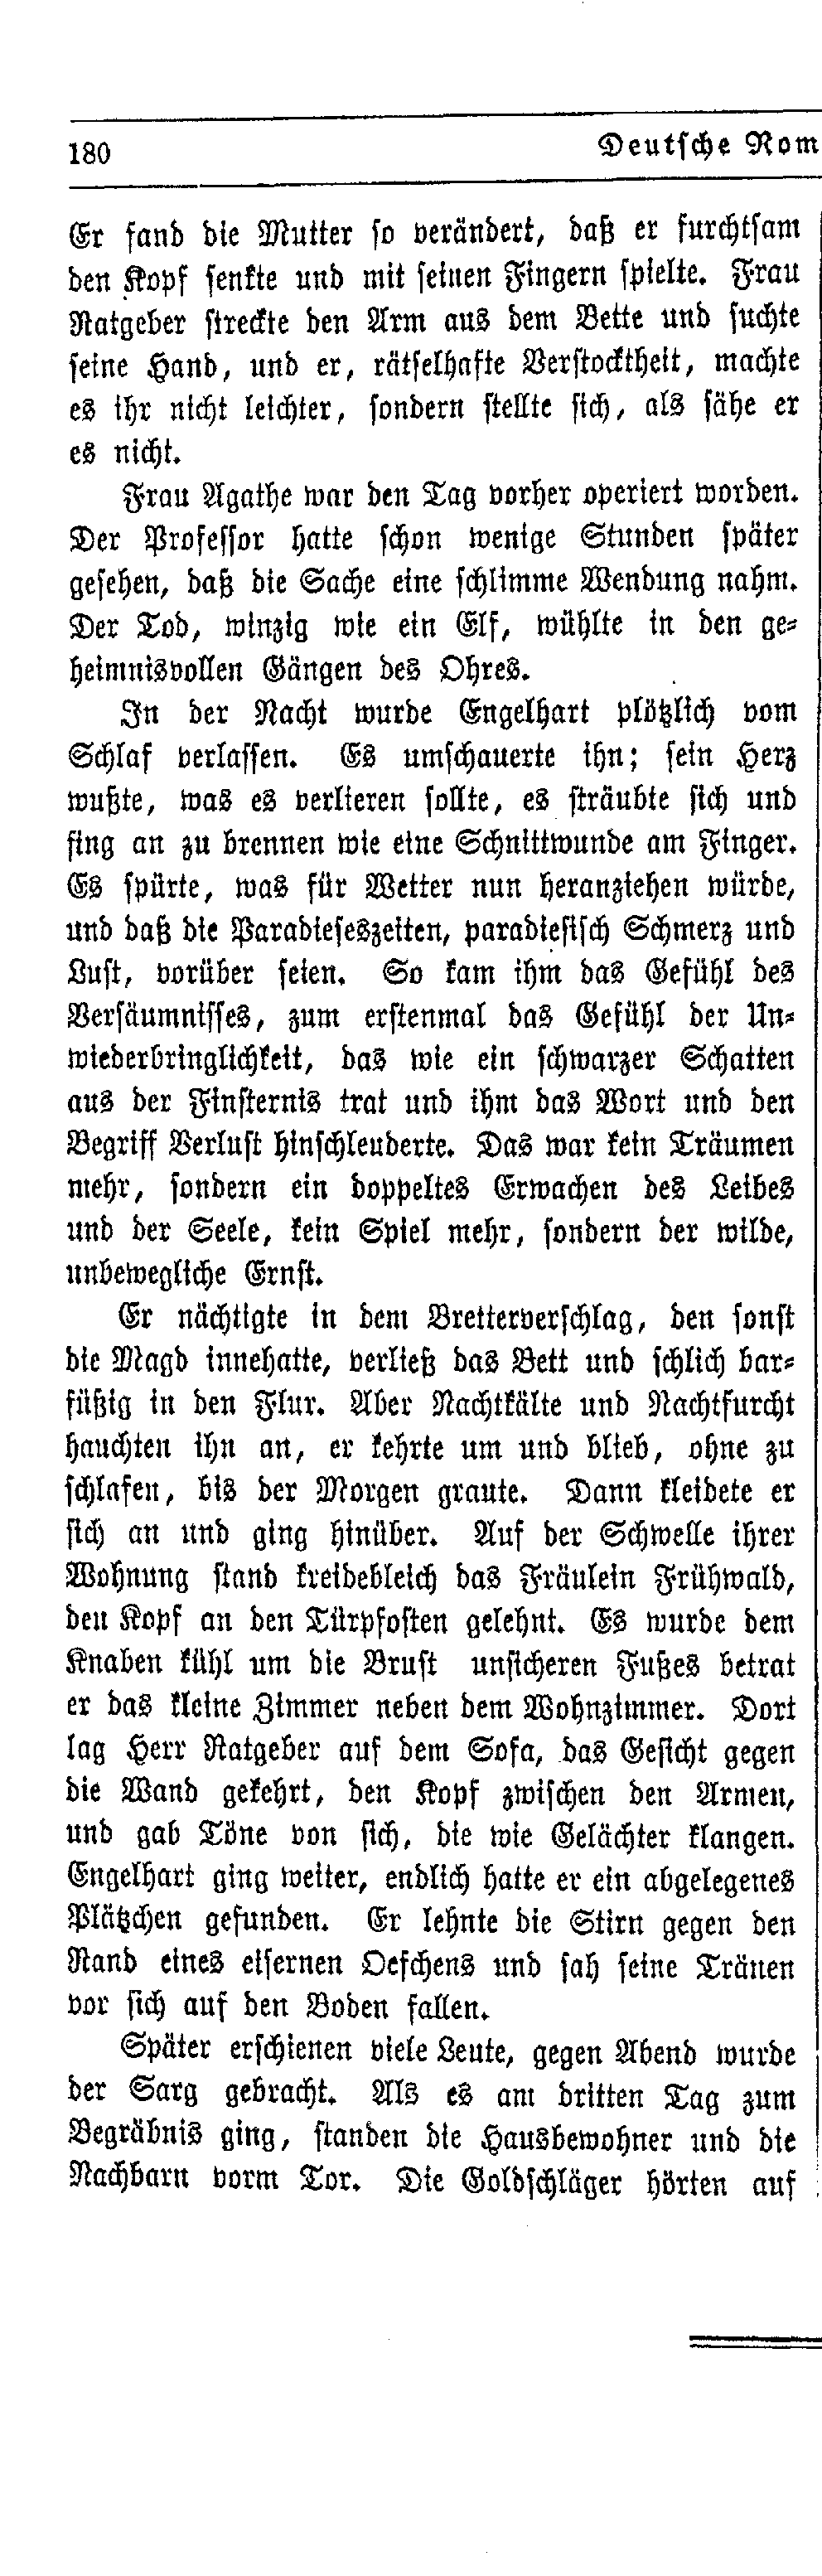 180
Deutsche Rom
Er fand die Mutter so verändert, daß er furchtsam
den Kopf senkte und mit seinen Fingern spielte. Frau
Ratgeber streckte den Arm aus dem Bette und suchte
seine Hand, und er, rätselhafte Verstocktheit, machte
es ihr nicht leichter, sondern stellte sich, als sähe er
es nicht.
Frau Agathe war den Tag vorher operiert worden.
Der Professor hatte schon wenige Stunden später
gesehen, daß die Sache eine schlimme Wendung nahm.
Der Tod, winzig wie ein Elf, wühlte in den ge-
heimnisvollen Gängen des Ohres.
In der Nacht wurde Engelhart plötzlich vom
Schlaf verlassen. Es umschauerte ihn; sein Herz
wußte, was es verlieren sollte, es sträubte sich und
fing an zu brennen wie eine Schnittwunde am Finger.
Es spürte, was für Wetter nun heranziehen würde,
und daß die Paradieseszeiten, paradiesisch Schmerz und
Lust, vorüber seien. So kam ihm das Gefühl des
Versäumnisses, zum erstenmal das Gefühl der Un-
wiederbringlichkeit, das wie ein schwarzer Schatten
aus der Finsternis trat und ihm das Wort und den
Begriff Verlust hinschleuderte. Das war kein Träumen
mehr, sondern ein doppeltes Erwachen des Leibes
und der Seele, kein Spiel mehr, sondern der wilde,
unbewegliche Ernst.
Er nächtigte in dem Bretterverschlag, den sonst
die Magd innehatte, verließ das Bett und schlich bar-
füßig in den Flur. Aber Nachtkälte und Nachtfurcht
hauchten ihn an, er kehrte um und blieb, ohne zu
schlafen, bis der Morgen graute. Dann kleidete er
sich an und ging hinüber. Auf der Schwelle ihrer
Wohnung stand kreidebleich das Fräulein Frühwald,
den Kopf an den Türpfosten gelehnt. Es wurde dem
Knaben kühl um die Brust unsicheren Fußes betrat
er das kleine Zimmer neben dem Wohnzimmer. Dort
lag Herr Ratgeber auf dem Sofa, das Gesicht gegen
die Wand gekehrt, den Kopf zwischen den Armen,
und gab Töne von sich, die wie Gelächter klangen.
Engelhart ging weiter, endlich hatte er ein abgelegenes
Plätzchen gefunden. Er lehnte die Stirn gegen den
Rand eines eisernen Oefchens und sah seine Tränen
vor sich auf den Boden fallen.
Später erschienen viele Leute, gegen Abend wurde
der Sarg gebracht. Als es am dritten Tag zum
Begräbnis ging, standen die Hausbewohner und die
Nachbarn vorm Tor. Die Goldschläger hörten auf